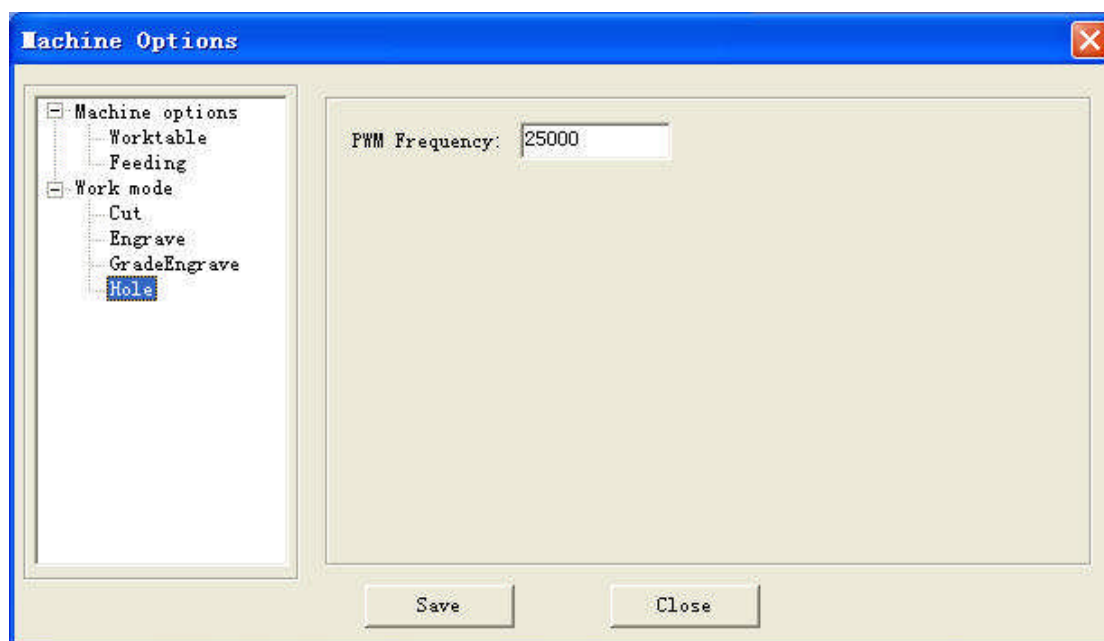 Machine Options
Machine options
Worktable
Feeding
Work mode
Cut
Engrave
GradeEngrave
Hole
PWM Frequency: 25000
Save Close